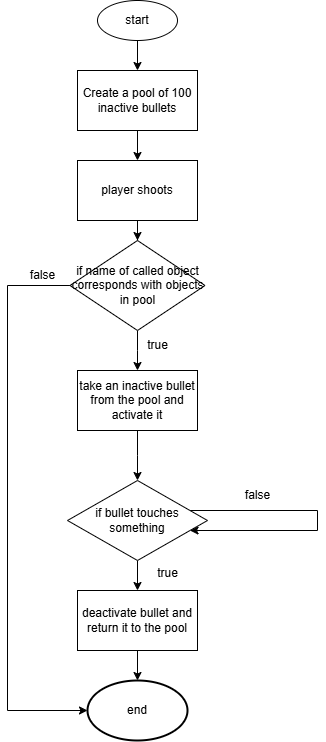 start
Create a pool of 100
inactive bullets
player shoots
false
if name of called object
corresponds with objects
in pool
true
take an inactive bullet
from the pool and
activate it
false
if bullet touches
something
true
deactivate bullet and
return it to the pool
end